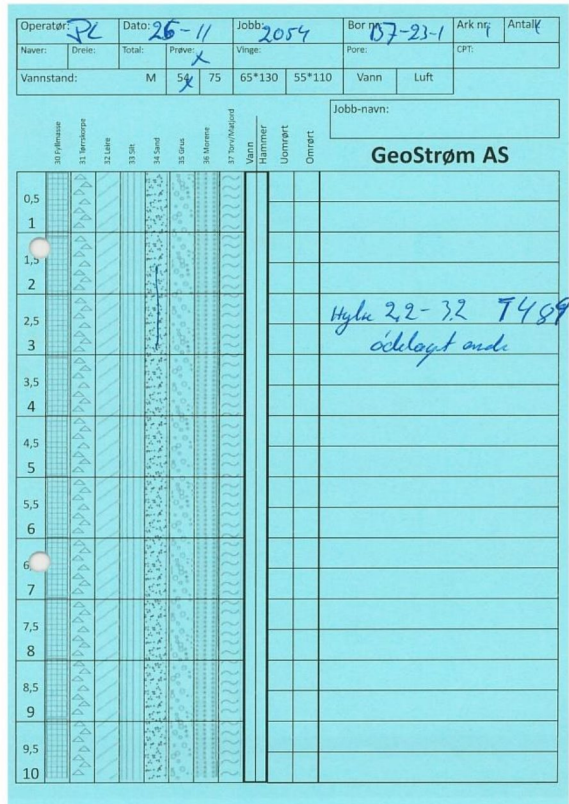 Operatør: PL Dato: 26-11 Jobb: 2054 Bor nr: B7-23-1 Ark nr: 1 Antall: 1
Naver: Dreie: Total: Prøve: x Vinge: Pore: CPT:
Vannstand: M 54 x 75 65*130 55*110 Vann Luft
Jobb-navn:
30 Fyllmasse
31 Tørrskorpe
32 Leire
33 Silt
34 Sand
35 Grus
36 Morene
37 Torv/Matjord
Vann
Hammer
Uomrørt
Omrørt
GeoStrøm AS
0,5
1
1,5
2
2,5 Hylse 2,2 - 3,2 T489
3 ödelagt ende
3,5
4
4,5
5
5,5
6
6,
7
7,5
8
8,5
9
9,5
10